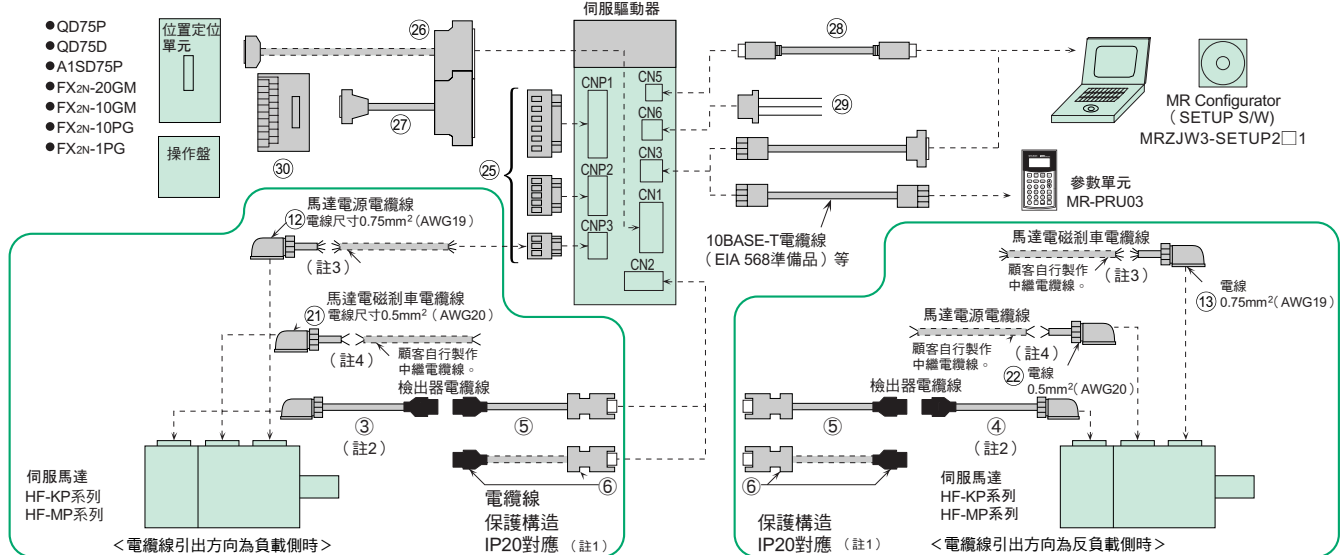 ●QD75P
●QD75D
●A1SD75P
●FX2N-20GM
●FX2N-10GM
●FX2N-10PG
●FX2N-1PG
位置定位
單元
操作盤
㉚
㉖
㉗
㉕
伺服驅動器
CNP1
CNP2
CNP3
CN5
CN6
CN3
CN1
CN2
㉘
㉙
MR Configurator
（SETUP S/W）
MRZJW3-SETUP2□1
參數單元
MR-PRU03
10BASE-T電纜線
（EIA 568準備品）等
馬達電源電纜線
⑫電線尺寸0.75mm²（AWG19）
（註3）
馬達電磁剎車電纜線
㉑電線尺寸0.5mm²（AWG20）
（註4）
顧客自行製作
中繼電纜線。
檢出器電纜線
③
（註2）
⑤
⑥
伺服馬達
HF-KP系列
HF-MP系列
電纜線
保護構造
IP20對應（註1）
＜電纜線引出方向為負載側時＞
馬達電磁剎車電纜線
顧客自行製作
中繼電纜線。
（註3）
電線
⑬0.75mm²（AWG19）
馬達電源電纜線
顧客自行製作
中繼電纜線。
（註4）
㉒電線
0.5mm²（AWG20）
檢出器電纜線
⑤
④
（註2）
⑥
伺服馬達
HF-KP系列
HF-MP系列
保護構造
IP20對應（註1）
＜電纜線引出方向為反負載側時＞